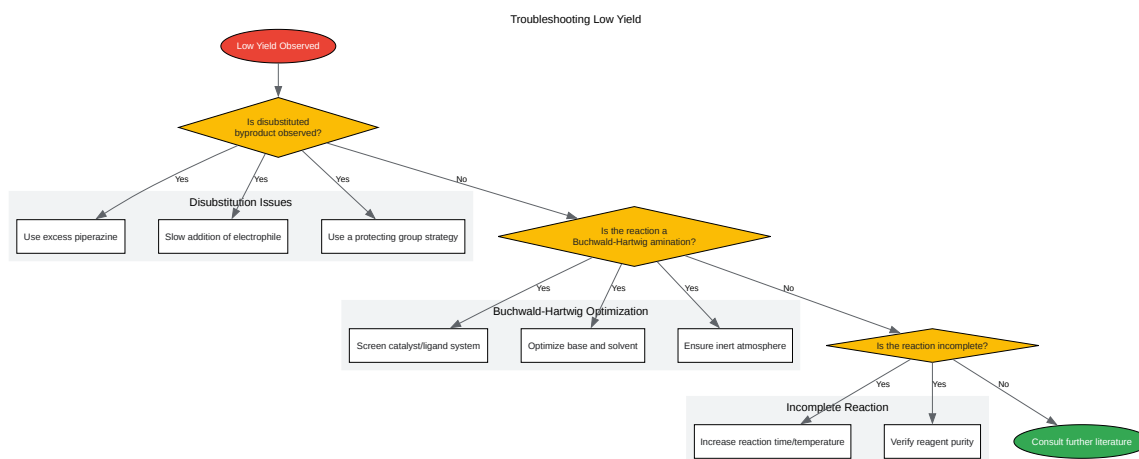 Troubleshooting Low Yield
Low Yield Observed
Is disubstituted
byproduct observed?
Yes
Yes
Yes
No
Disubstitution Issues
Use excess piperazine
Slow addition of electrophile
Use a protecting group strategy
Is the reaction a
Buchwald-Hartwig amination?
Yes
Yes
Yes
No
Buchwald-Hartwig Optimization
Screen catalyst/ligand system
Optimize base and solvent
Ensure inert atmosphere
Is the reaction incomplete?
Yes
Yes
No
Incomplete Reaction
Increase reaction time/temperature
Verify reagent purity
Consult further literature